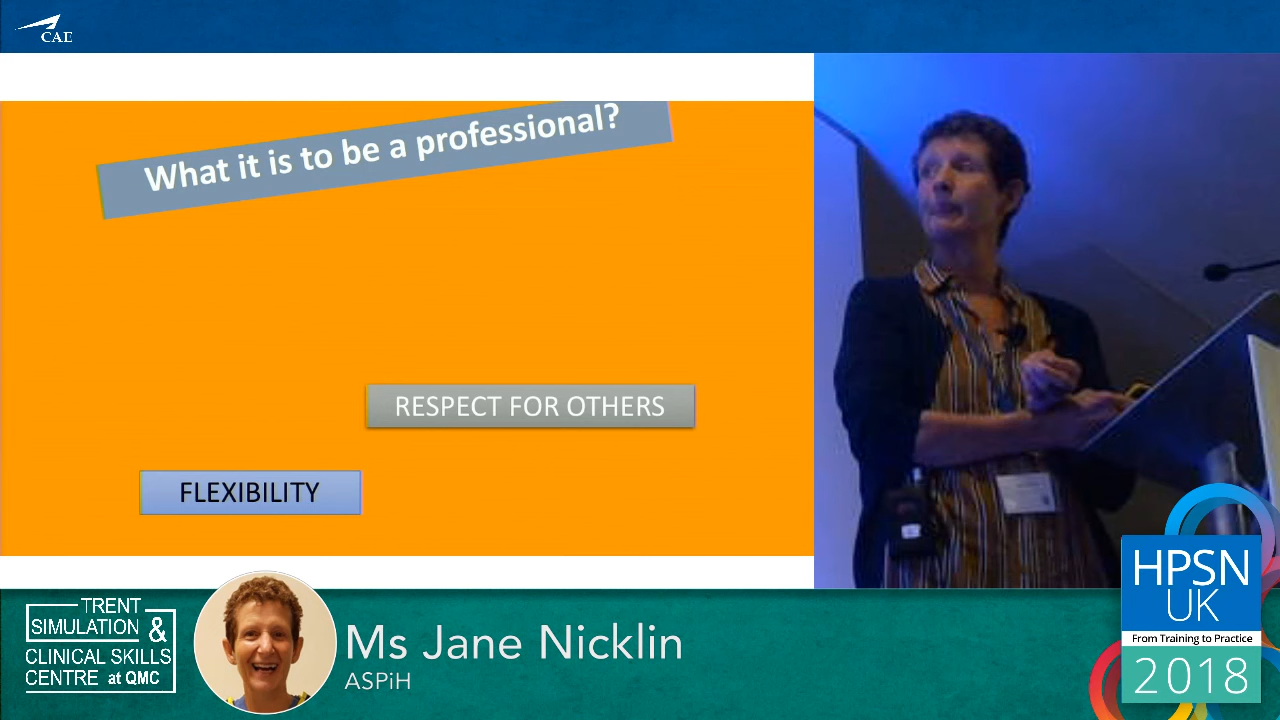 CAE
What it is to be a professional?
RESPECT FOR OTHERS
FLEXIBILITY
TRENT
SIMULATION &
CLINICAL SKILLS
CENTRE at QMC
Ms Jane Nicklin
ASPiH
HPSN
UK
From Training to Practice
2018